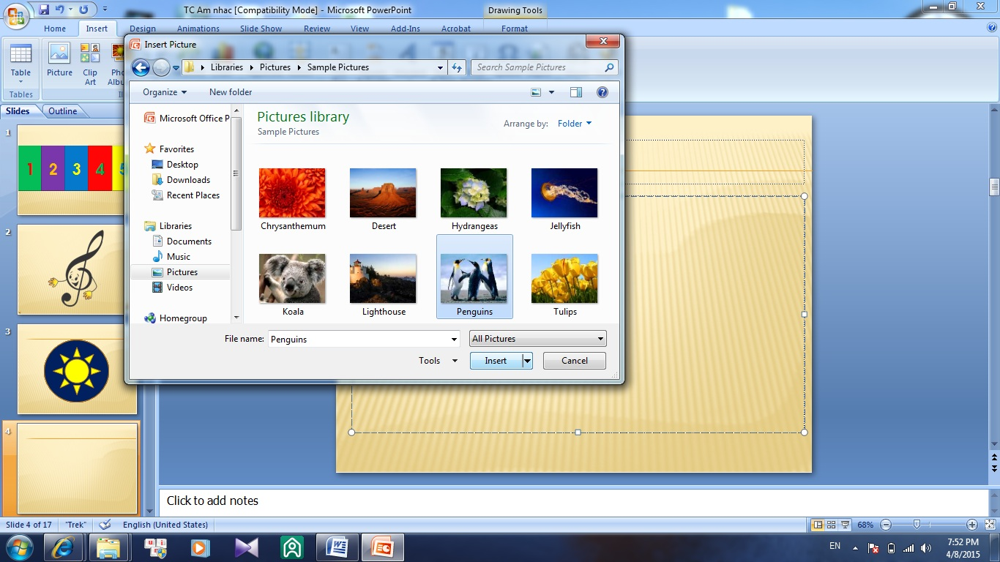 TC Am nhac [Compatibility Mode] - Microsoft PowerPoint
Drawing Tools
Home Insert Design Animations Slide Show Review View Add-Ins Acrobat Format
Table
Picture
Clip
Art
Tables
Insert Picture
Libraries Pictures Sample Pictures
Search Sample Pictures
Organize
New folder
Slides
Outline
Microsoft Office P
Favorites
Desktop
Downloads
Recent Places
Libraries
Documents
Music
Pictures
Videos
Homegroup
Pictures library
Sample Pictures
Arrange by: Folder
Chrysanthemum Desert Hydrangeas Jellyfish
Koala Lighthouse Penguins Tulips
File name: Penguins
All Pictures
Tools
Insert
Cancel
1
1 2 3 4 5
2
3
4
Click to add notes
Slide 4 of 17
"Trek"
English (United States)
68%
EN
7:52 PM
4/8/2015